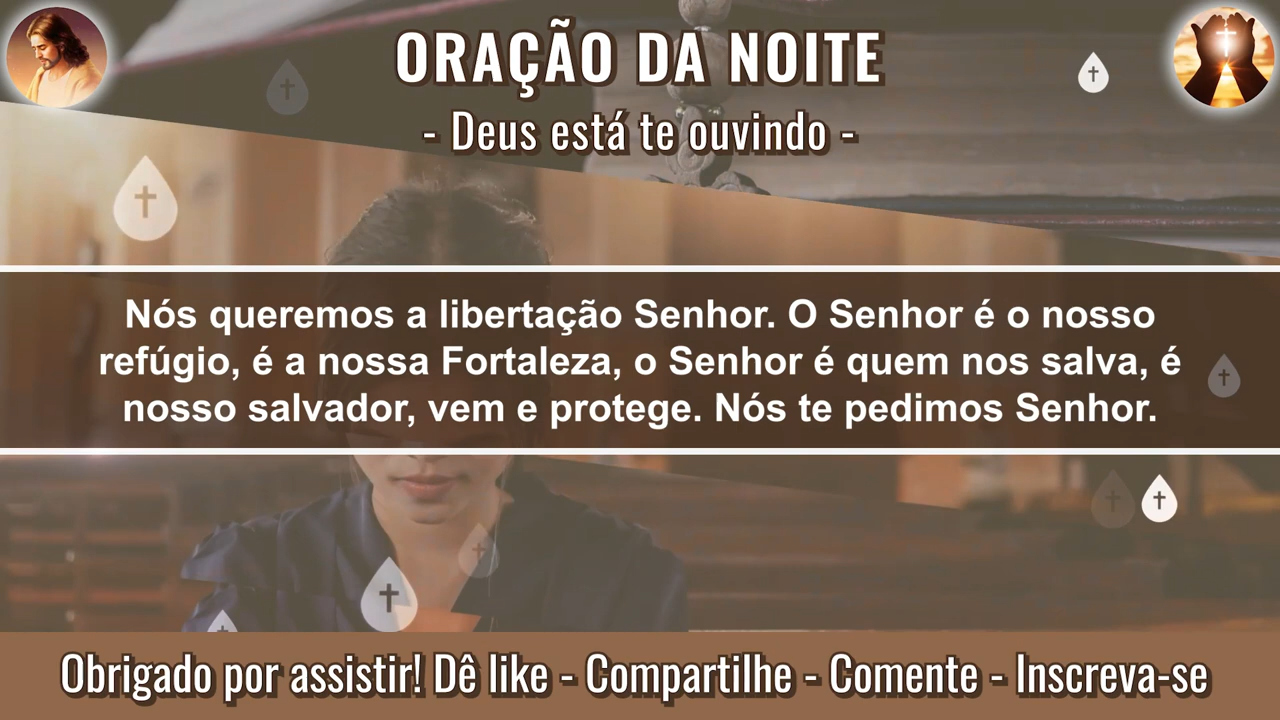 ORAÇÃO DA NOITE
- Deus está te ouvindo -
Nós queremos a libertação Senhor. O Senhor é o nosso
refúgio, é a nossa Fortaleza, o Senhor é quem nos salva, é
nosso salvador, vem e protege. Nós te pedimos Senhor.
Obrigado por assistir! Dê like - Compartilhe - Comente - Inscreva-se